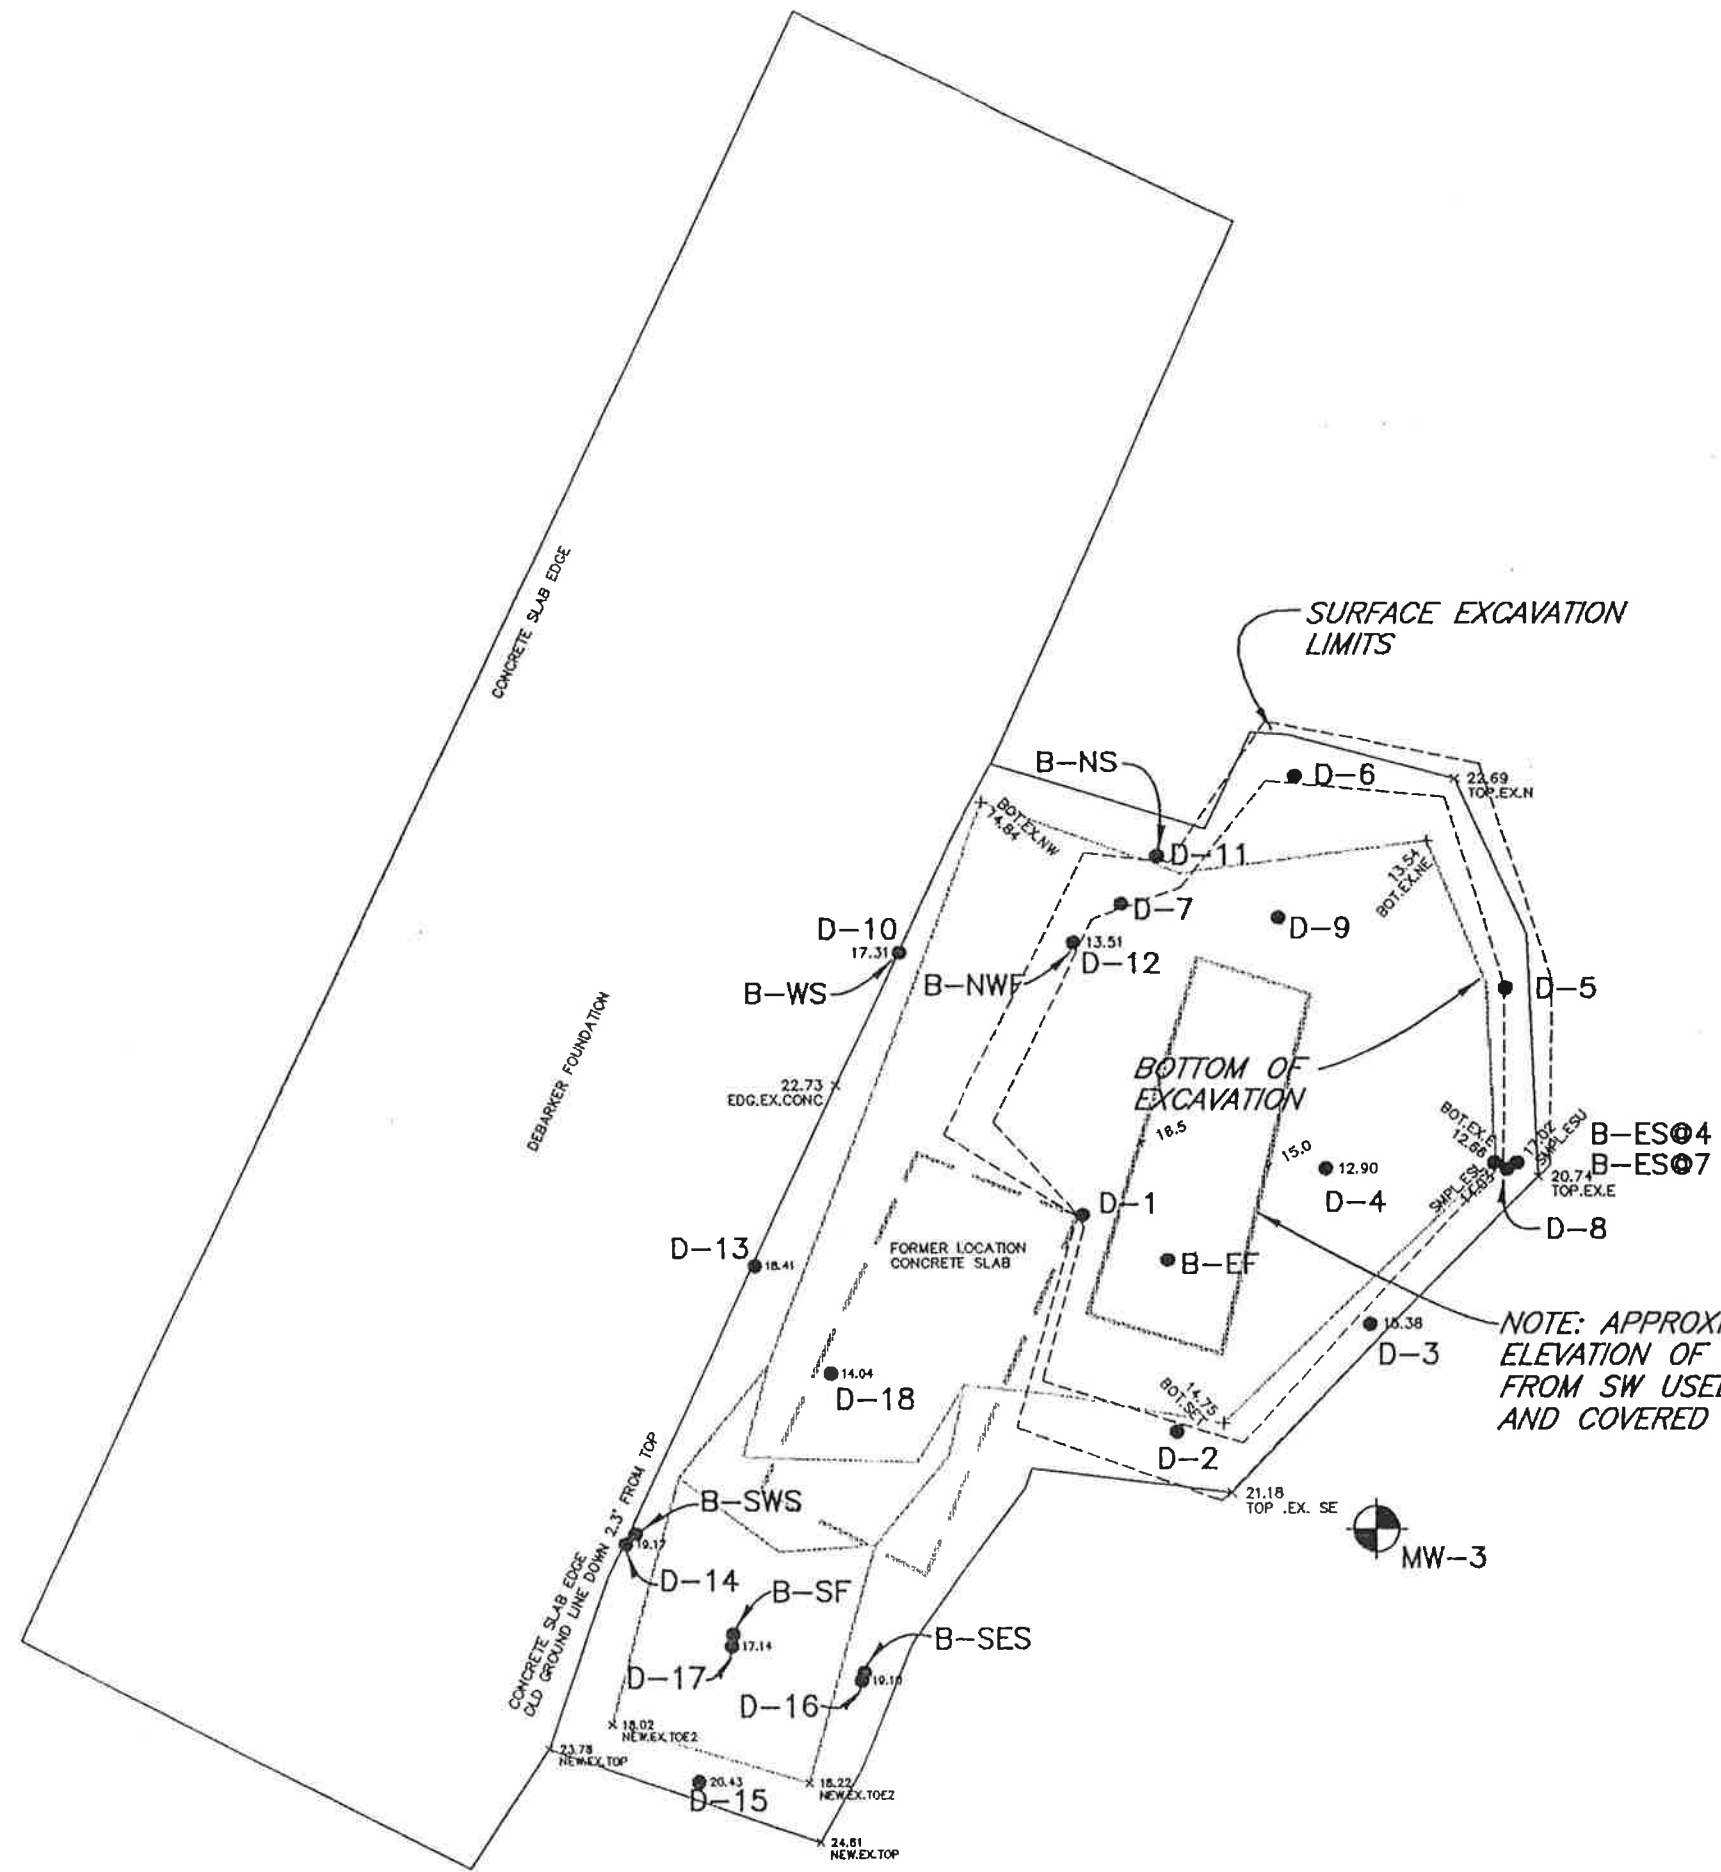 CONCRETE SLAB EDGE
SURFACE EXCAVATION
LIMITS
B-NS
D-6
22.69
TOP.EX.N
BOT.EX.NW
14.84
D-11
13.54
BOT.EX.NE
D-7
D-9
D-10
17.31
13.51
D-12
B-WS
B-NWF
D-5
DEBARKER FOUNDATION
BOTTOM OF
EXCAVATION
22.73
EDG.EX.CONC
16.5
15.0
BOT.EX.E
12.66
17.02
SMPL.ESU
B-ES@4
B-ES@7
12.90
D-4
SMPL.ESL
20.74
TOP.EX.E
D-1
D-8
D-13
18.41
FORMER LOCATION
CONCRETE SLAB
B-EF
15.38
D-3
NOTE:
ELEVATION OF
FROM SW
AND COVERED
14.04
D-18
14.75
BOT.SET
D-2
21.18
TOP .EX. SE
MW-3
B-SWS
19.17
D-14
CONCRETE SLAB EDGE
OLD GROUND LINE DOWN 2.3' FROM TOP
B-SF
17.14
D-17
B-SES
19.10
D-16
18.02
NEW.EX.TOE2
23.78
NEW.EX.TOP
20.43
D-15
18.22
NEW.EX.TOE2
24.61
NEW.EX.TOP